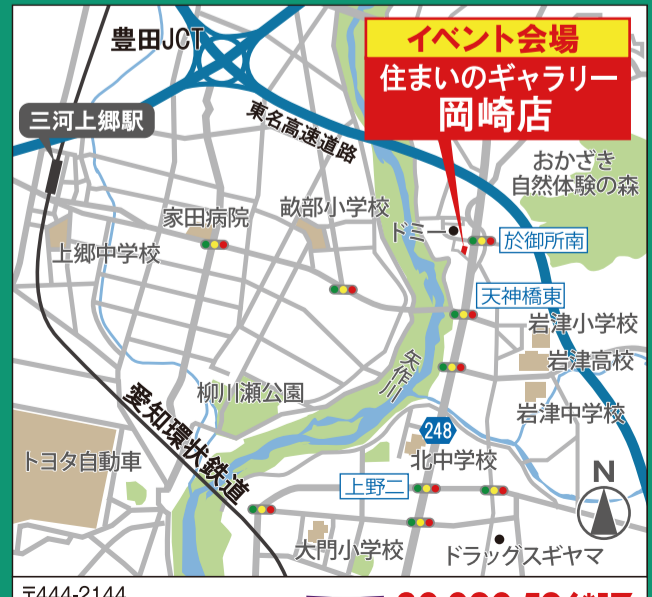 豊田JCT
イベント会場
住まいのギャラリー
岡崎店
三河上郷駅
東名高速道路
おかざき
自然体験の森
家田病院
畝部小学校
上郷中学校
ドミー
於御所南
天神橋東
岩津小学校
岩津高校
矢作川
柳川瀬公園
岩津中学校
愛知環状鉄道
248
トヨタ自動車
北中学校
上野二
N
大門小学校
ドラッグスギヤマ
〒444-2144